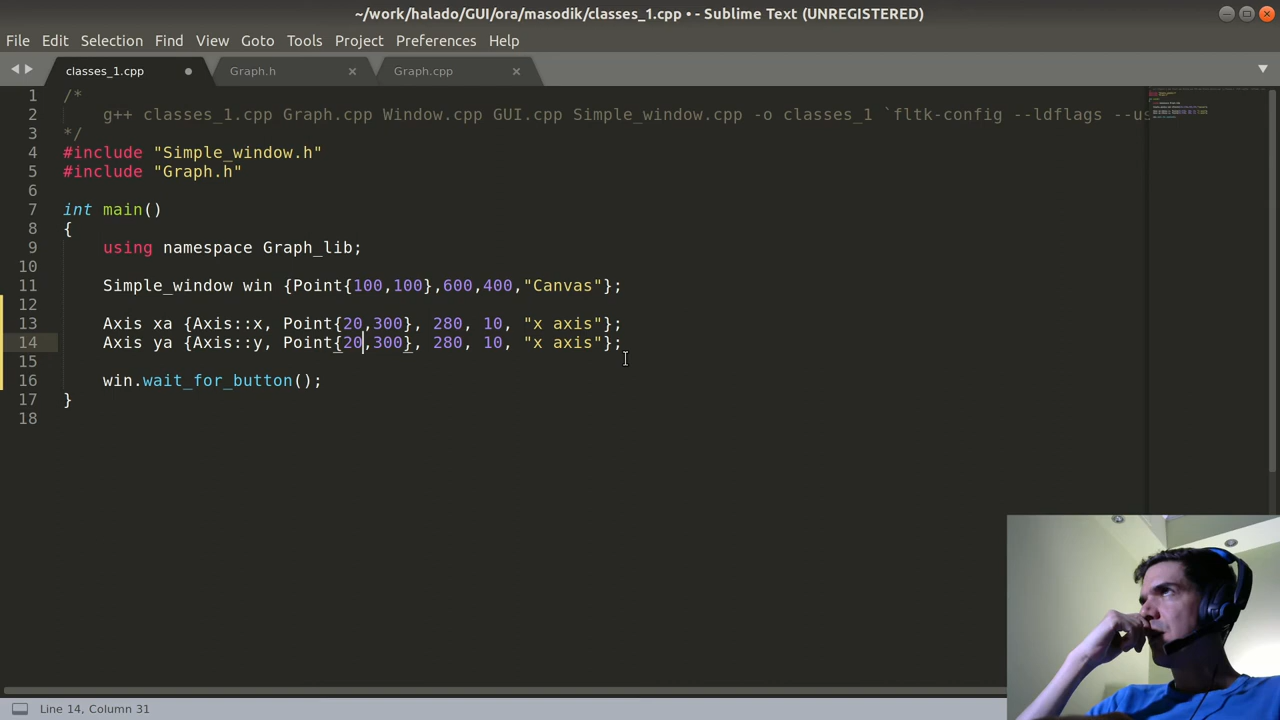 ~/work/halado/GUI/ora/masodik/classes_1.cpp • - Sublime Text (UNREGISTERED)
File Edit Selection Find View Goto Tools Project Preferences Help
classes_1.cpp Graph.h Graph.cpp
1 /*
2 g++ classes_1.cpp Graph.cpp Window.cpp GUI.cpp Simple_window.cpp -o classes_1 `fltk-config --ldflags --us
3 */
4 #include "Simple_window.h"
5 #include "Graph.h"
6
7 int main()
8 {
9 using namespace Graph_lib;
10
11 Simple_window win {Point{100,100},600,400,"Canvas"};
12
13 Axis xa {Axis::x, Point{20,300}, 280, 10, "x axis"};
14 Axis ya {Axis::y, Point{20,300}, 280, 10, "x axis"};
15
16 win.wait_for_button();
17 }
18
Line 14, Column 31